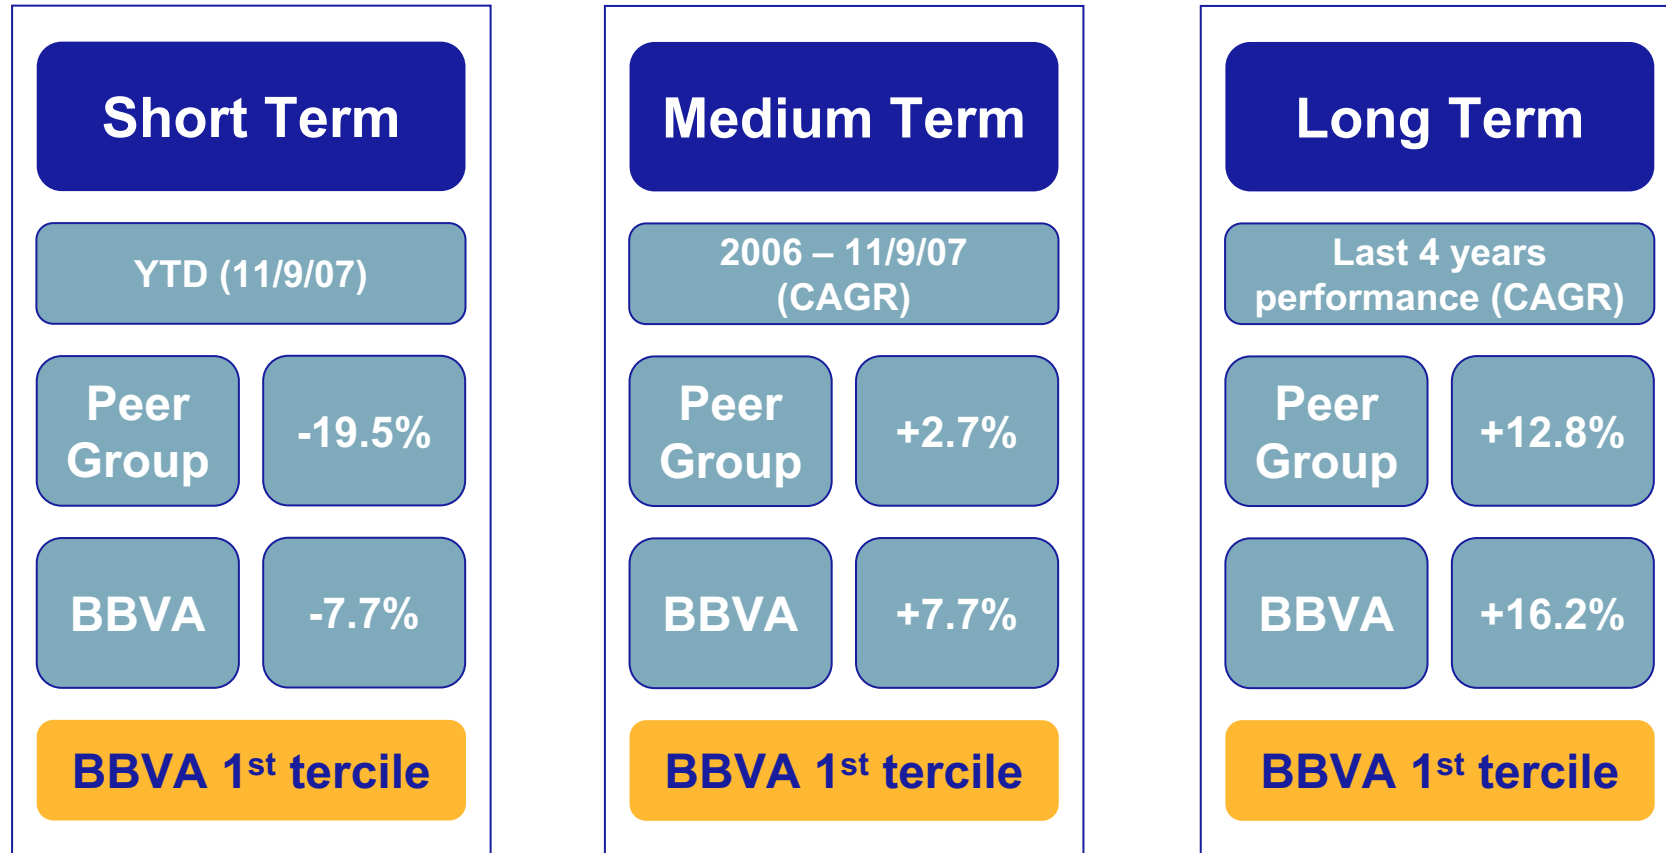 Short Term
YTD (11/9/07)
Peer
Group
-19.5%
BBVA
-7.7%
BBVA 1st tercile
Medium Term
2006 – 11/9/07
(CAGR)
Peer
Group
+2.7%
BBVA
+7.7%
BBVA 1st tercile
Long Term
Last 4 years
performance (CAGR)
Peer
Group
+12.8%
BBVA
+16.2%
BBVA 1st tercile